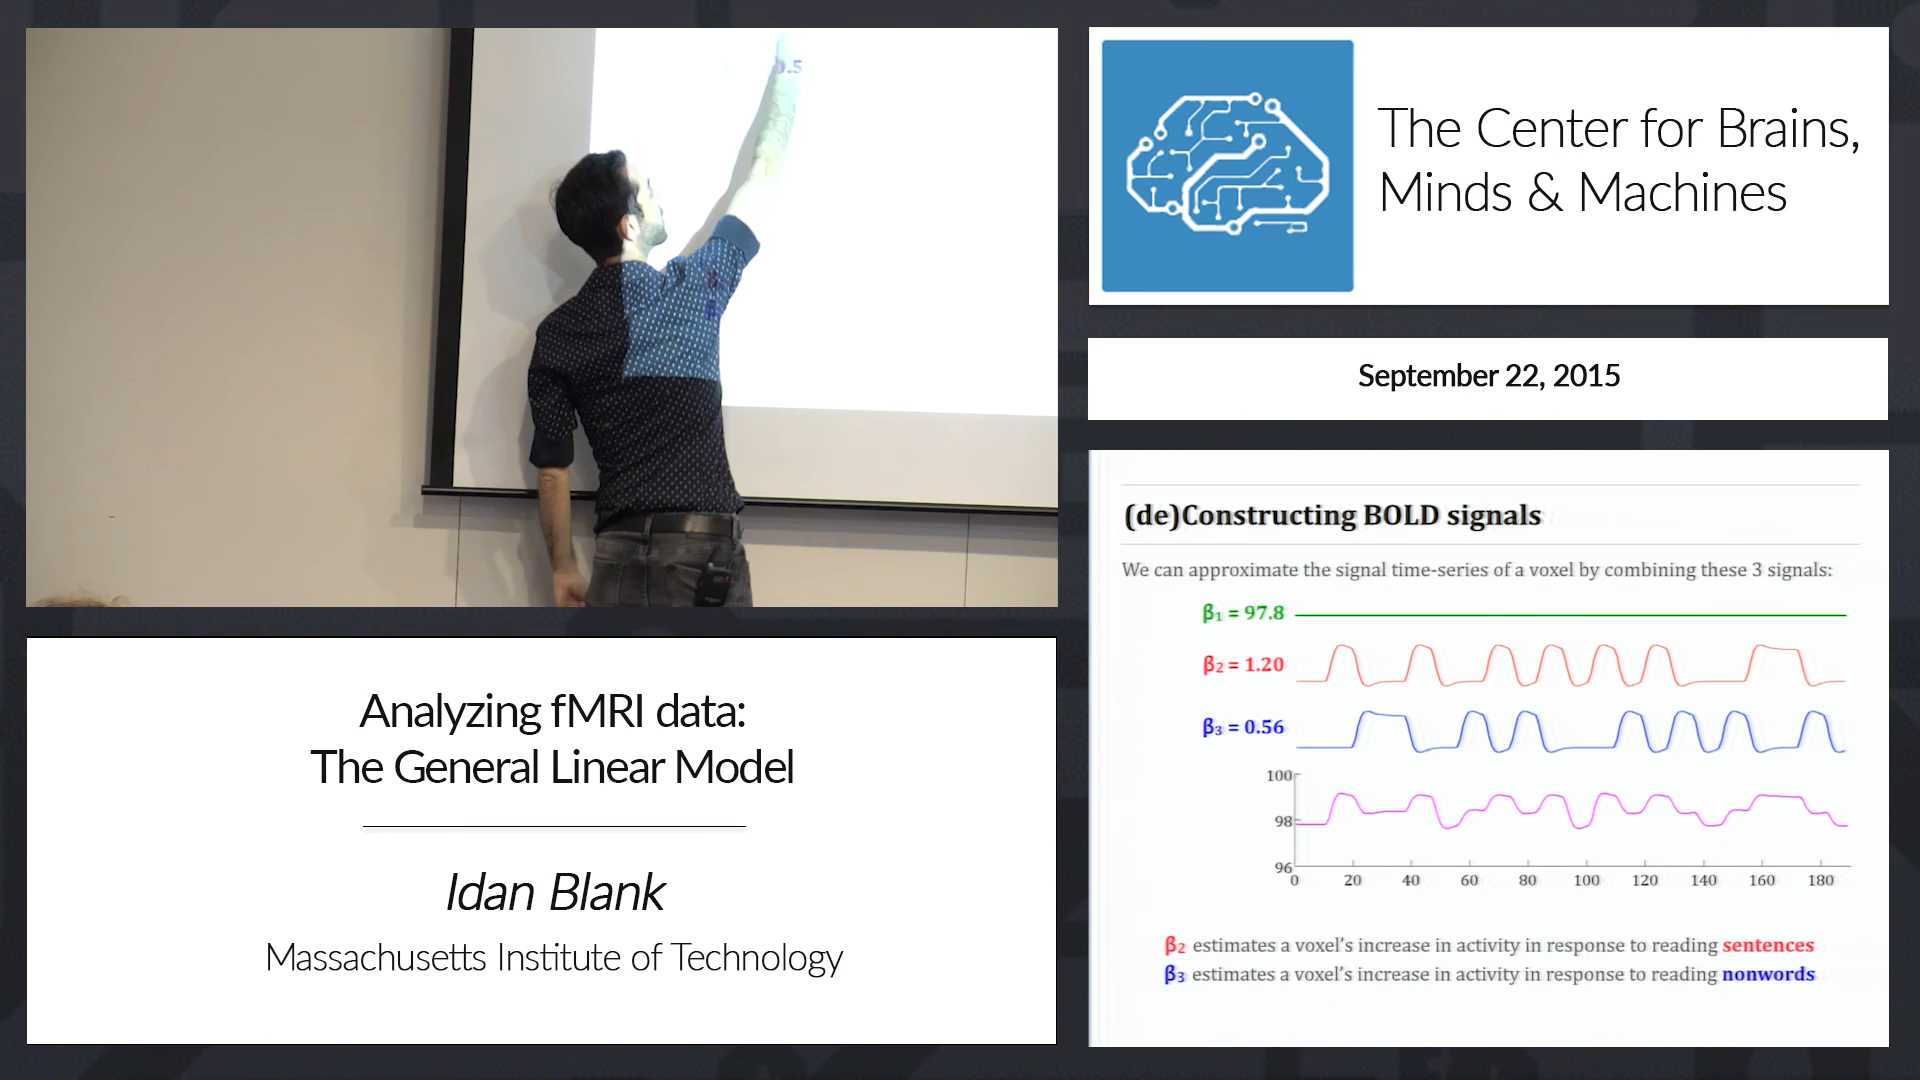 The Center for Brains,
Minds & Machines
September 22, 2015
Analyzing fMRI data:
The General Linear Model
Idan Blank
Massachusetts Institute of Technology
(de)Constructing BOLD signals
We can approximate the signal time-series of a voxel by combining these 3 signals:
β₁ = 97.8
β₂ = 1.20
β₃ = 0.56
100
98
96
0 20 40 60 80 100 120 140 160 180
β₂ estimates a voxel's increase in activity in response to reading sentences
β₃ estimates a voxel's increase in activity in response to reading nonwords